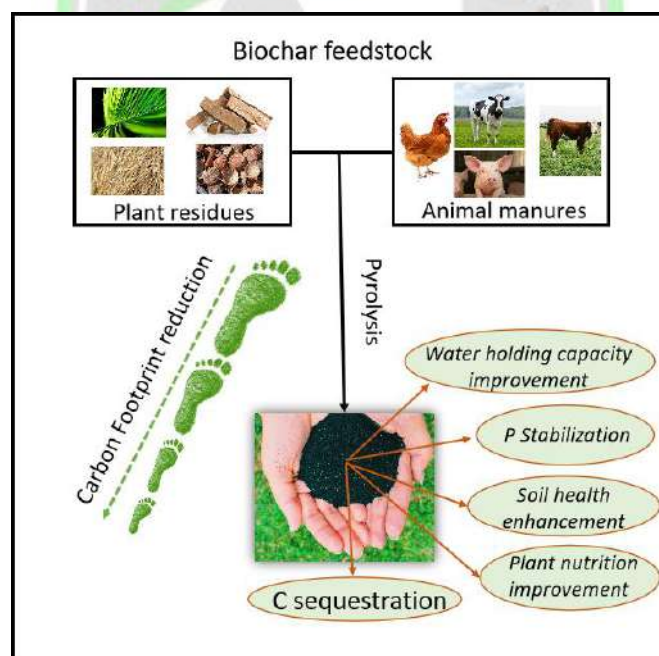 Biochar feedstock
Plant residues
Animal manures
Pyrolysis
Carbon Footprint reduction
Water holding capacity
improvement
P Stabilization
Soil health
enhancement
Plant nutrition
improvement
C sequestration